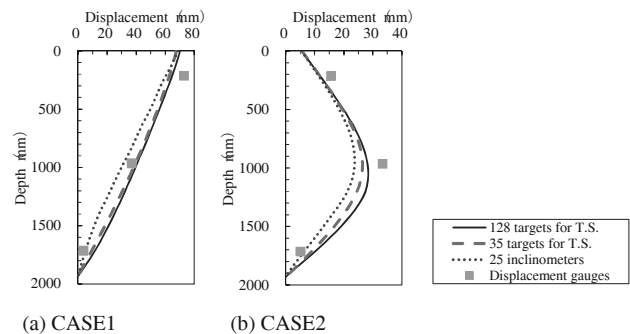 Displacement (mm)
0 20 40 60 80
0
500
1000
1500
2000
Depth (mm)
(a) CASE1
Displacement (mm)
0 10 20 30 40
0
500
1000
1500
2000
Depth (mm)
(b) CASE2
128 targets for T.S.
35 targets for T.S.
25 inclinometers
Displacement gauges